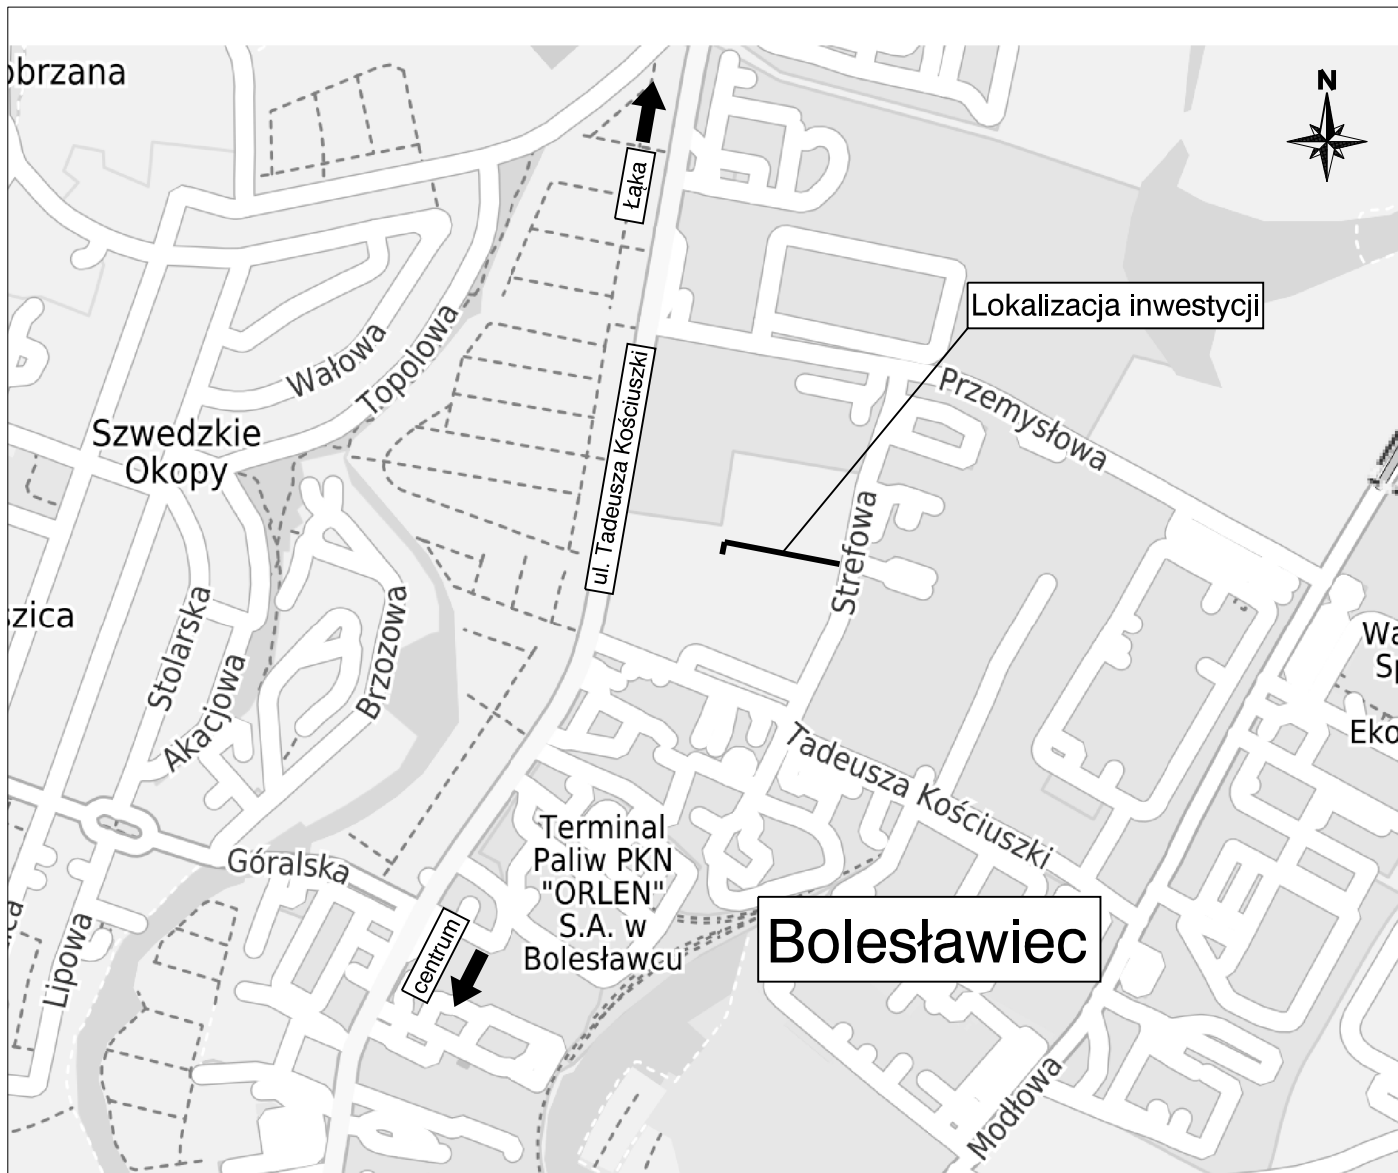 obrzana
N
Łąka
Lokalizacja inwestycji
Wałowa
Topolowa
Przemysłowa
Szwedzkie
Okopy
ul. Tadeusza Kościuszki
Strefowa
szica
Stolarska
Akacjowa
Brzozowa
Wa
Sp
Eko
Tadeusza Kościuszki
Góralska
Terminal
Paliw PKN
"ORLEN"
S.A. w
Bolesławcu
Bolesławiec
centrum
Lipowa
Modłowa